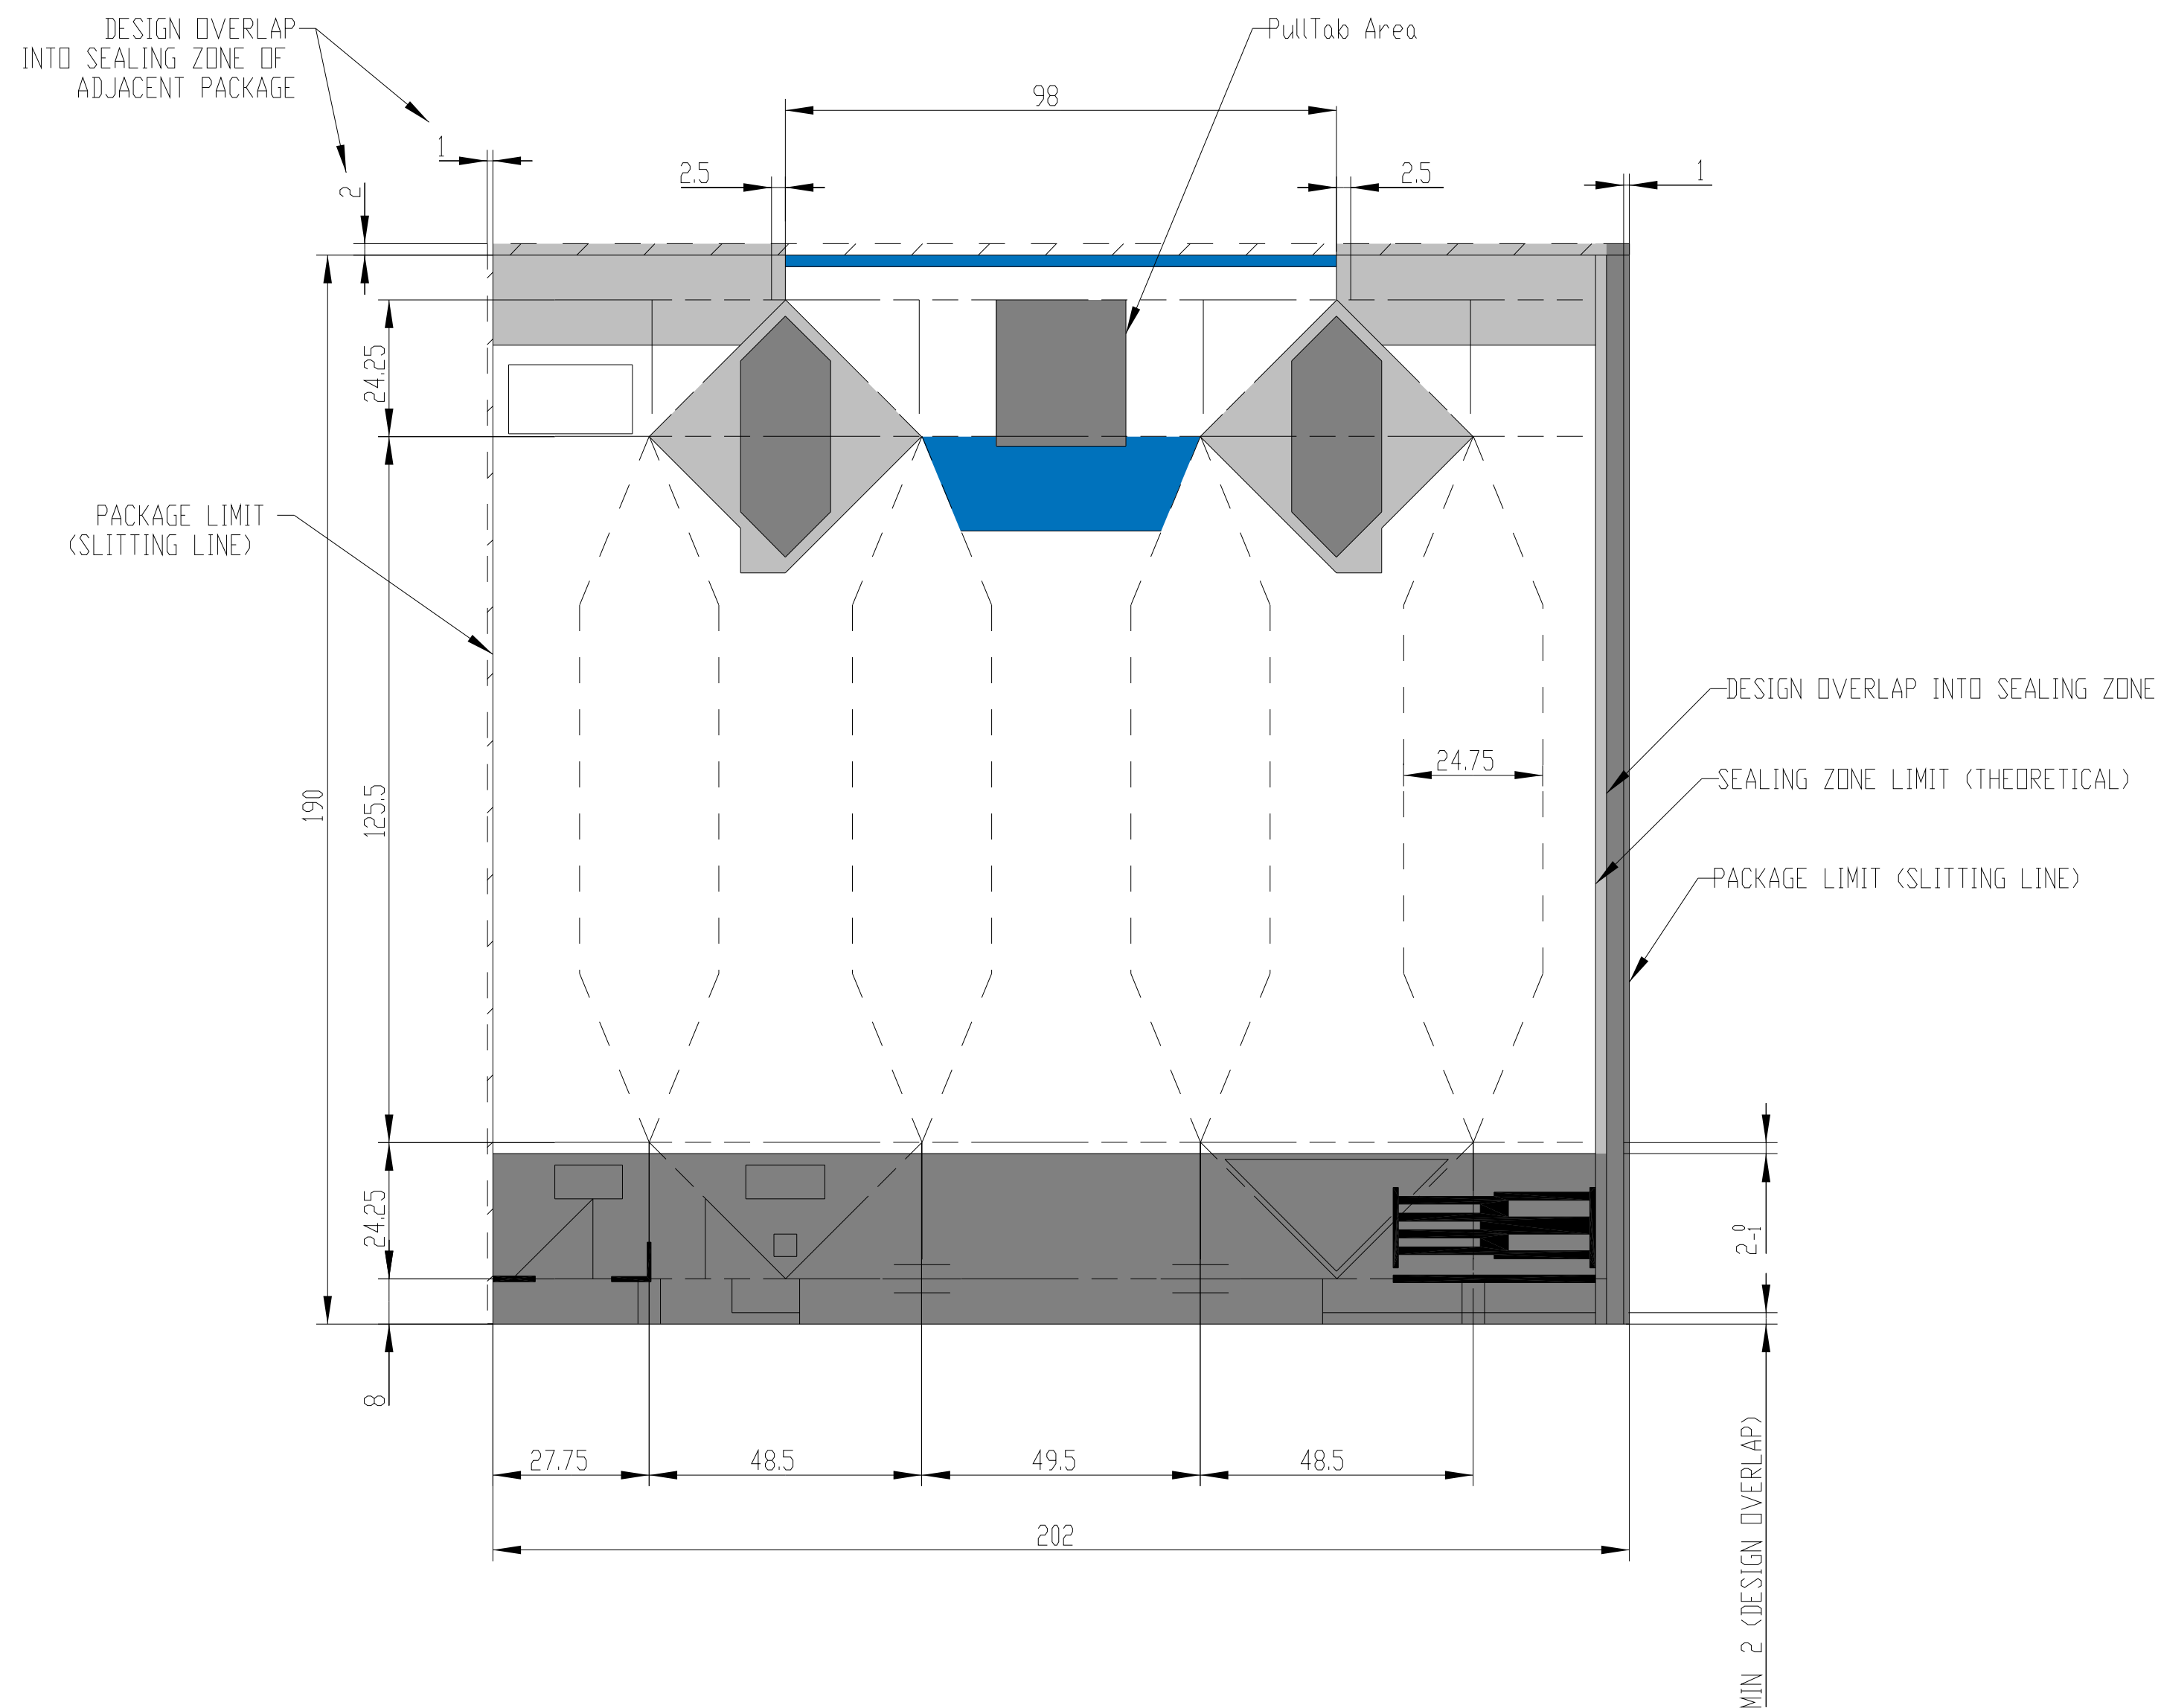 DESIGN OVERLAP
INTO SEALING ZONE OF
ADJACENT PACKAGE
PullTab Area
98
1
2.5
2.5
1
2
24.25
PACKAGE LIMIT
(SLITTING LINE)
DESIGN OVERLAP INTO SEALING ZONE
24.75
SEALING ZONE LIMIT (THEORETICAL)
190
125.5
PACKAGE LIMIT (SLITTING LINE)
24.25
2-0/1
8
27.75
48.5
49.5
48.5
202
MIN 2 (DESIGN OVERLAP)